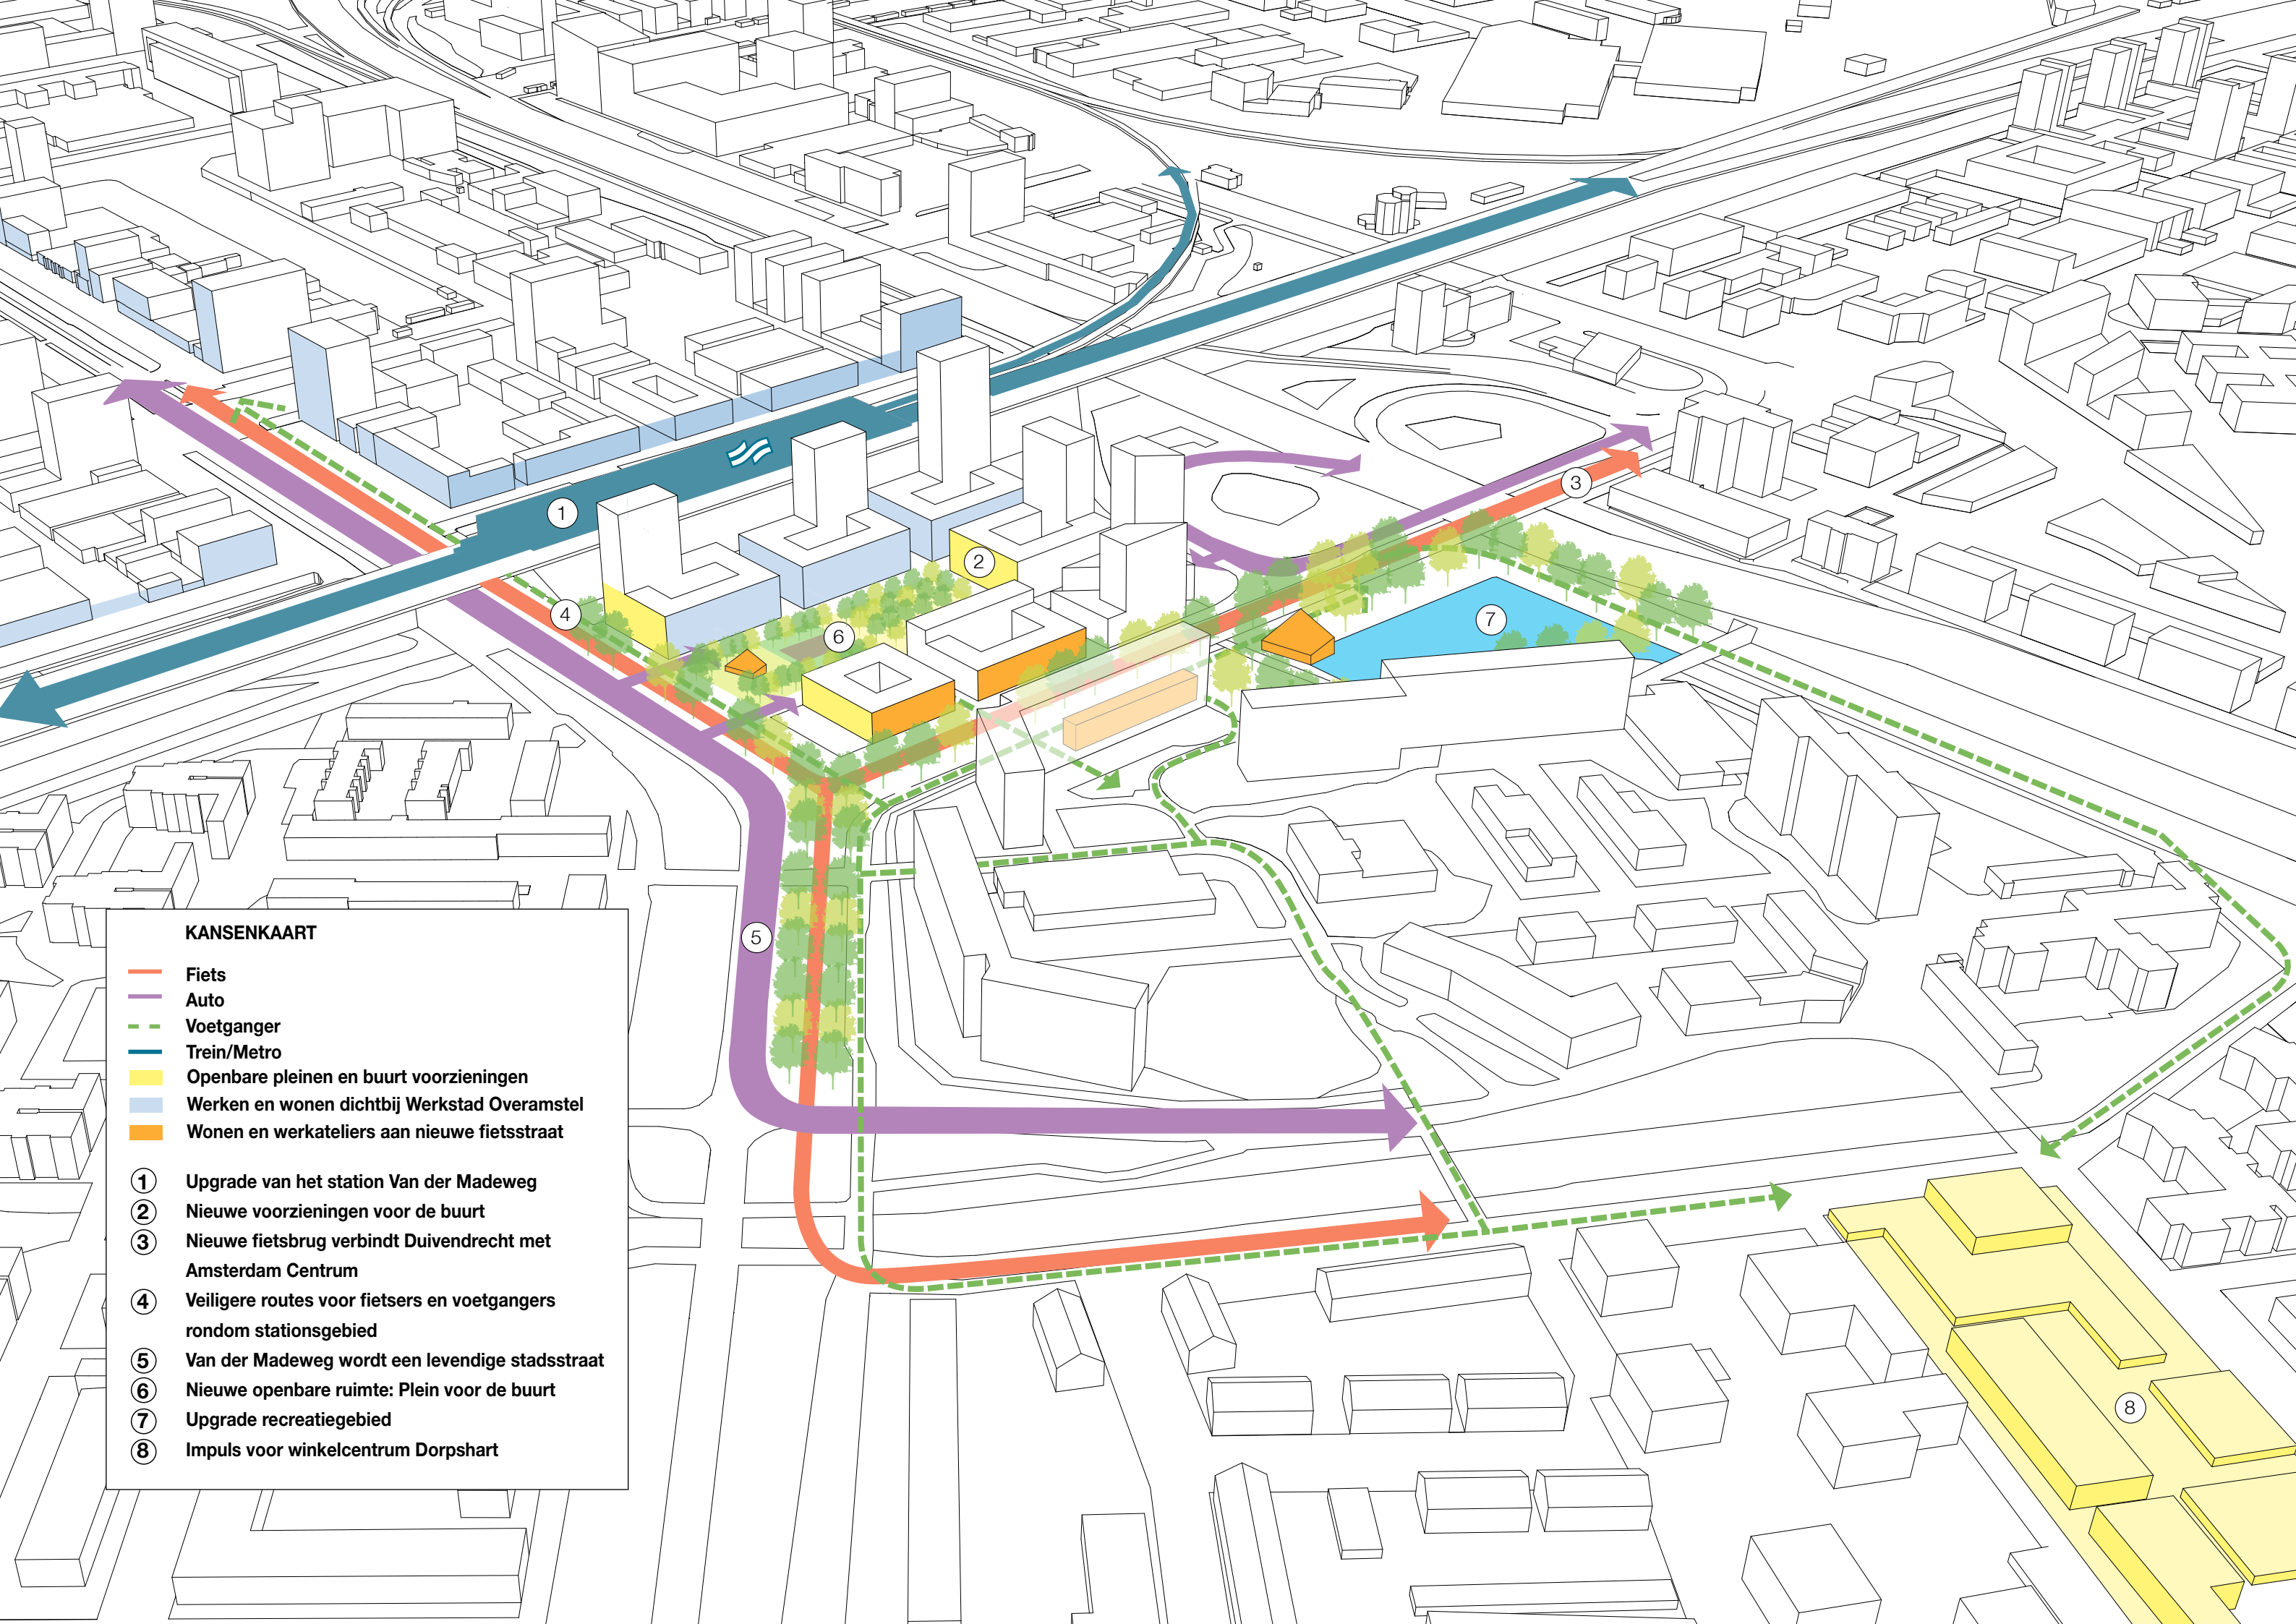 1
2
3
4
6
7
5
8
KANSENKAART
Fiets
Auto
Voetganger
Trein/Metro
Openbare pleinen en buurt voorzieningen
Werken en wonen dichtbij Werkstad Overamstel
Wonen en werkateliers aan nieuwe fietsstraat
1 Upgrade van het station Van der Madeweg
2 Nieuwe voorzieningen voor de buurt
3 Nieuwe fietsbrug verbindt Duivendrecht met
Amsterdam Centrum
4 Veiligere routes voor fietsers en voetgangers
rondom stationsgebied
5 Van der Madeweg wordt een levendige stadsstraat
6 Nieuwe openbare ruimte: Plein voor de buurt
7 Upgrade recreatiegebied
8 Impuls voor winkelcentrum Dorpshart